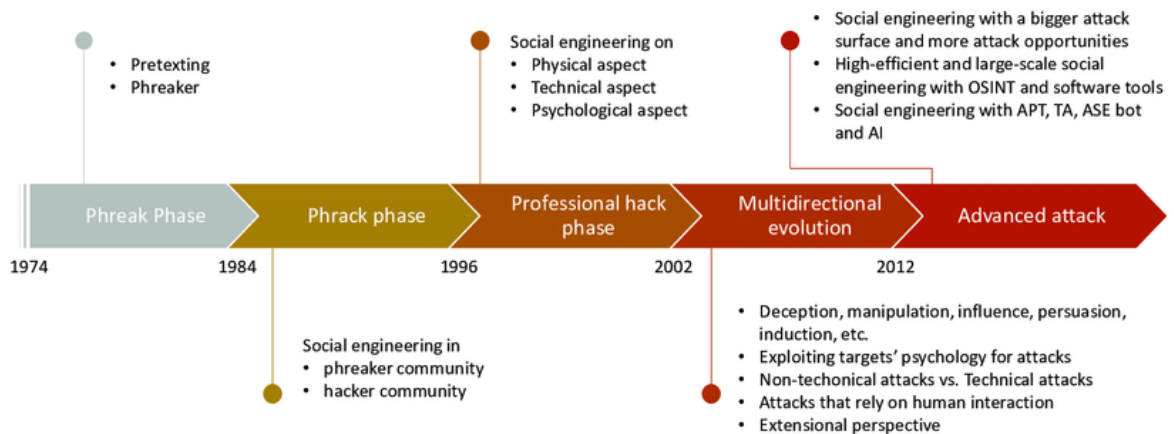 • Pretexting
• Phreaker
Social engineering on
• Physical aspect
• Technical aspect
• Psychological aspect
• Social engineering with a bigger attack
surface and more attack opportunities
• High-efficient and large-scale social
engineering with OSINT and software tools
• Social engineering with APT, TA, ASE bot
and AI
Phreak Phase
Phrack phase
Professional hack
phase
Multidirectional
evolution
Advanced attack
1974
1984
1996
2002
2012
Social engineering in
• phreaker community
• hacker community
• Deception, manipulation, influence, persuasion,
induction, etc.
• Exploiting targets’ psychology for attacks
• Non-techonical attacks vs. Technical attacks
• Attacks that rely on human interaction
• Extensional perspective